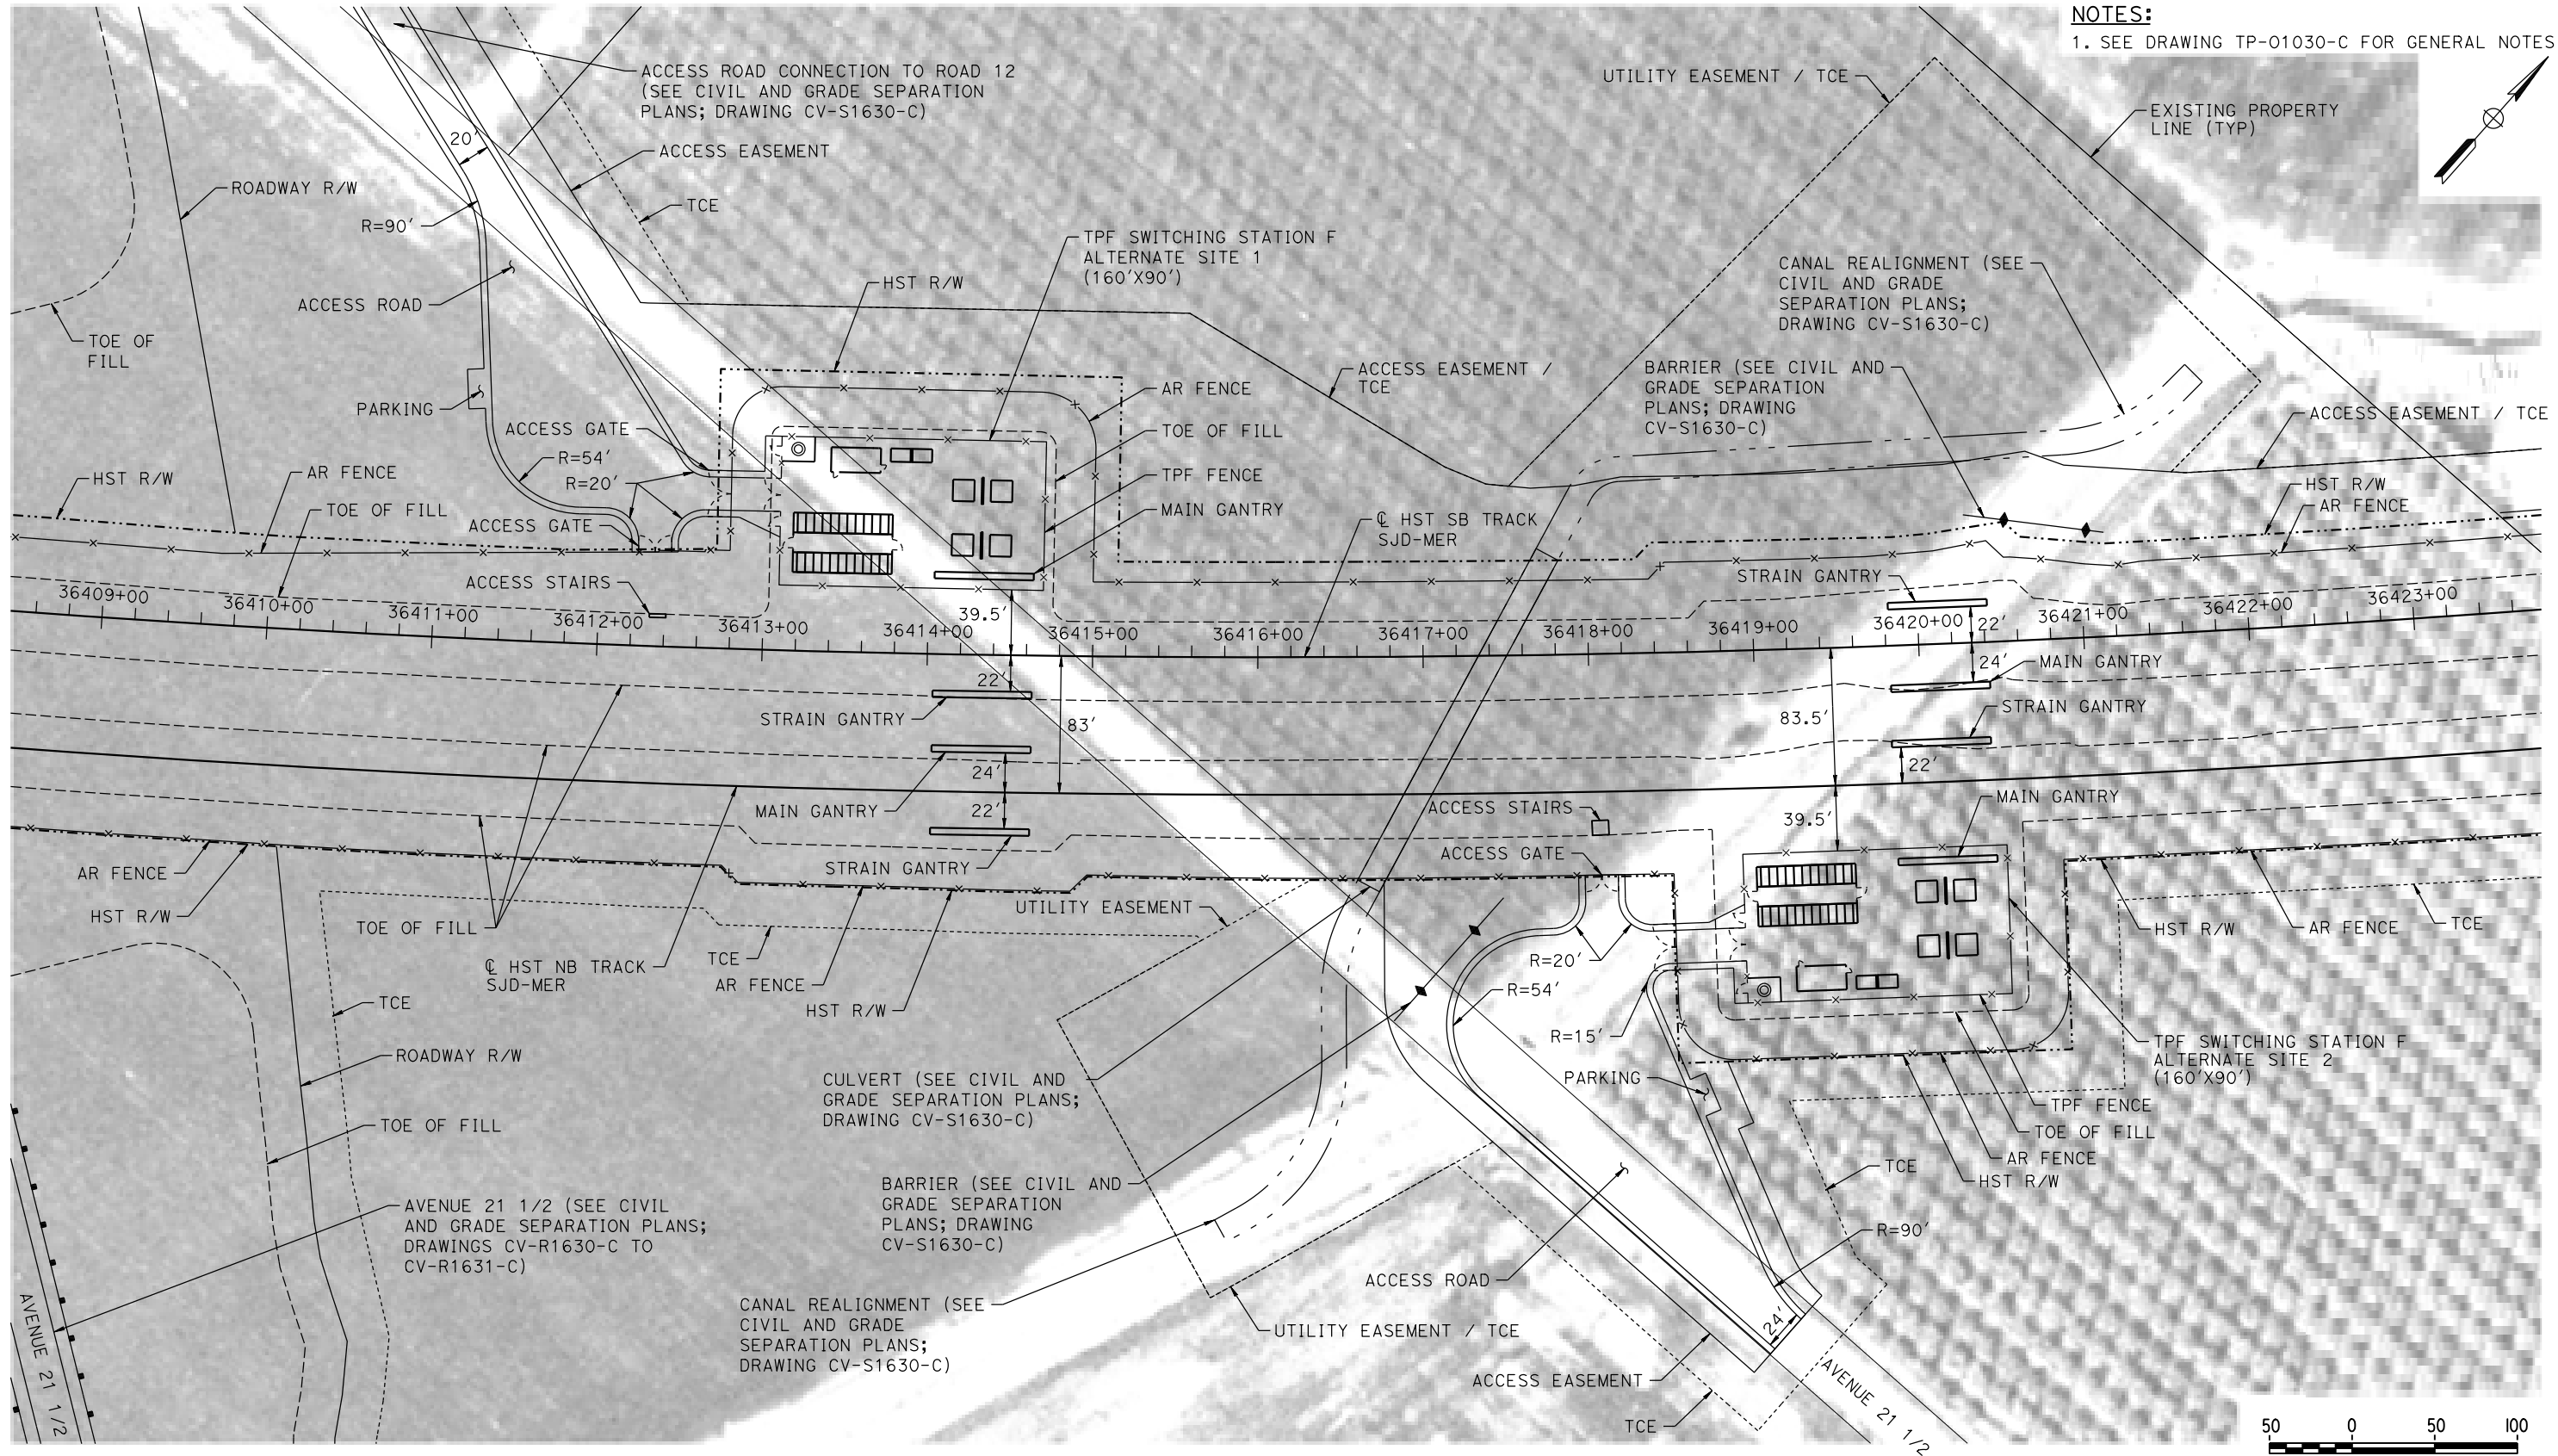 NOTES:
1. SEE DRAWING TP-01030-C FOR GENERAL NOTES
ACCESS ROAD CONNECTION TO ROAD 12
(SEE CIVIL AND GRADE SEPARATION
PLANS; DRAWING CV-S1630-C)
UTILITY EASEMENT / TCE
EXISTING PROPERTY
LINE (TYP)
20'
ACCESS EASEMENT
ROADWAY R/W
TCE
R=90'
TPF SWITCHING STATION F
ALTERNATE SITE 1
(160'X90')
CANAL REALIGNMENT (SEE
CIVIL AND GRADE
SEPARATION PLANS;
DRAWING CV-S1630-C)
HST R/W
ACCESS ROAD
TOE OF
FILL
ACCESS EASEMENT /
TCE
BARRIER (SEE CIVIL AND
GRADE SEPARATION
PLANS; DRAWING
CV-S1630-C)
AR FENCE
PARKING
ACCESS EASEMENT / TCE
ACCESS GATE
TOE OF FILL
R=54'
AR FENCE
HST R/W
R=20'
TPF FENCE
HST R/W
AR FENCE
TOE OF FILL
MAIN GANTRY
ACCESS GATE
℄ HST SB TRACK
SJD-MER
ACCESS STAIRS
STRAIN GANTRY
36409+00
36410+00
36411+00
36412+00
36413+00
36414+00
36415+00
36416+00
36417+00
36418+00
36419+00
36420+00
36421+00
36422+00
36423+00
39.5'
22'
24'
MAIN GANTRY
22'
STRAIN GANTRY
83'
83.5'
STRAIN GANTRY
24'
22'
MAIN GANTRY
22'
ACCESS STAIRS
MAIN GANTRY
39.5'
STRAIN GANTRY
ACCESS GATE
AR FENCE
HST R/W
UTILITY EASEMENT
TOE OF FILL
TCE
HST R/W
AR FENCE
TCE
℄ HST NB TRACK
SJD-MER
AR FENCE
HST R/W
R=20'
R=54'
TCE
R=15'
ROADWAY R/W
TPF SWITCHING STATION F
ALTERNATE SITE 2
(160'X90')
CULVERT (SEE CIVIL AND
GRADE SEPARATION PLANS;
DRAWING CV-S1630-C)
PARKING
TPF FENCE
TOE OF FILL
TOE OF FILL
AR FENCE
HST R/W
TCE
BARRIER (SEE CIVIL AND
GRADE SEPARATION
PLANS; DRAWING
CV-S1630-C)
AVENUE 21 1/2 (SEE CIVIL
AND GRADE SEPARATION PLANS;
DRAWINGS CV-R1630-C TO
CV-R1631-C)
R=90'
ACCESS ROAD
CANAL REALIGNMENT (SEE
CIVIL AND GRADE
SEPARATION PLANS;
DRAWING CV-S1630-C)
UTILITY EASEMENT / TCE
24'
ACCESS EASEMENT
TCE
AVENUE 21 1/2
AVENUE 21 1/2
50 0 50 100